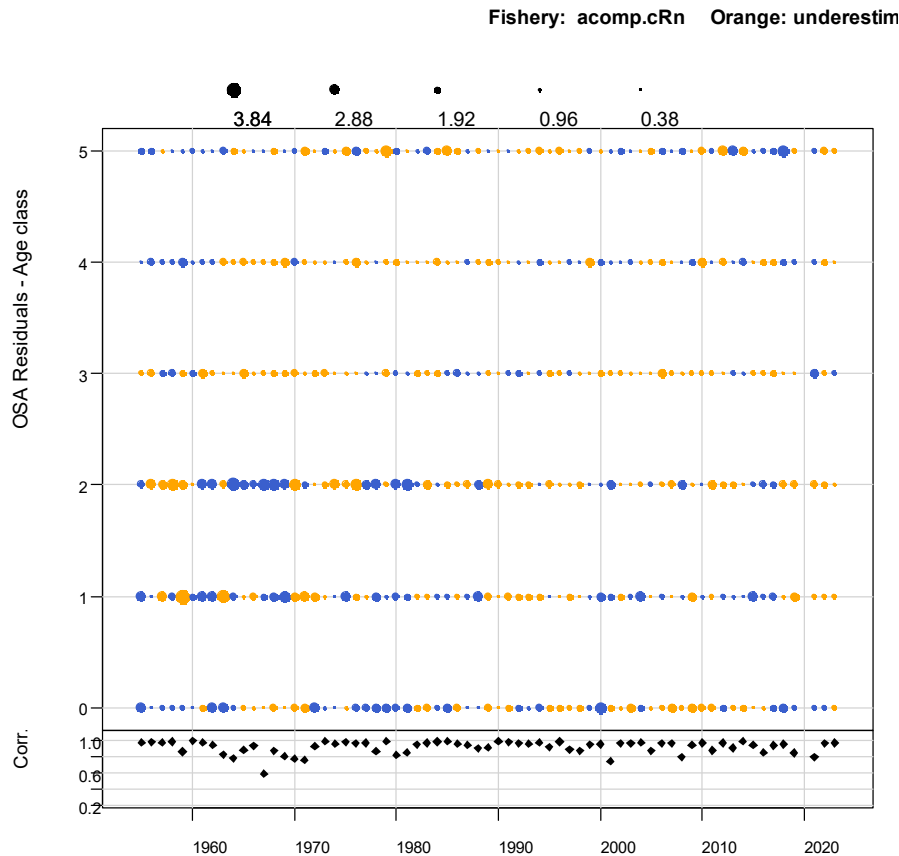 Fishery: acomp.cRn Orange: underestim
3.84 2.88 1.92 0.96 0.38
OSA Residuals - Age class
5
4
3
2
1
0
Corr.
1.0
0.6
0.2
1960 1970 1980 1990 2000 2010 2020